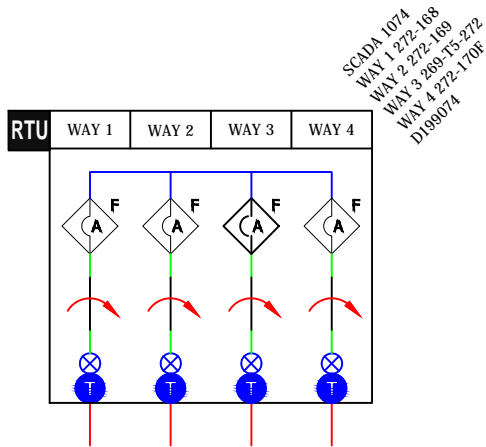 SCADA 1074
WAY 1 272-168
WAY 2 272-169
WAY 3 269-T5-272
WAY 4 272-170F
D199074
RTU WAY 1 WAY 2 WAY 3 WAY 4
F F F F
A A A A
T T T T